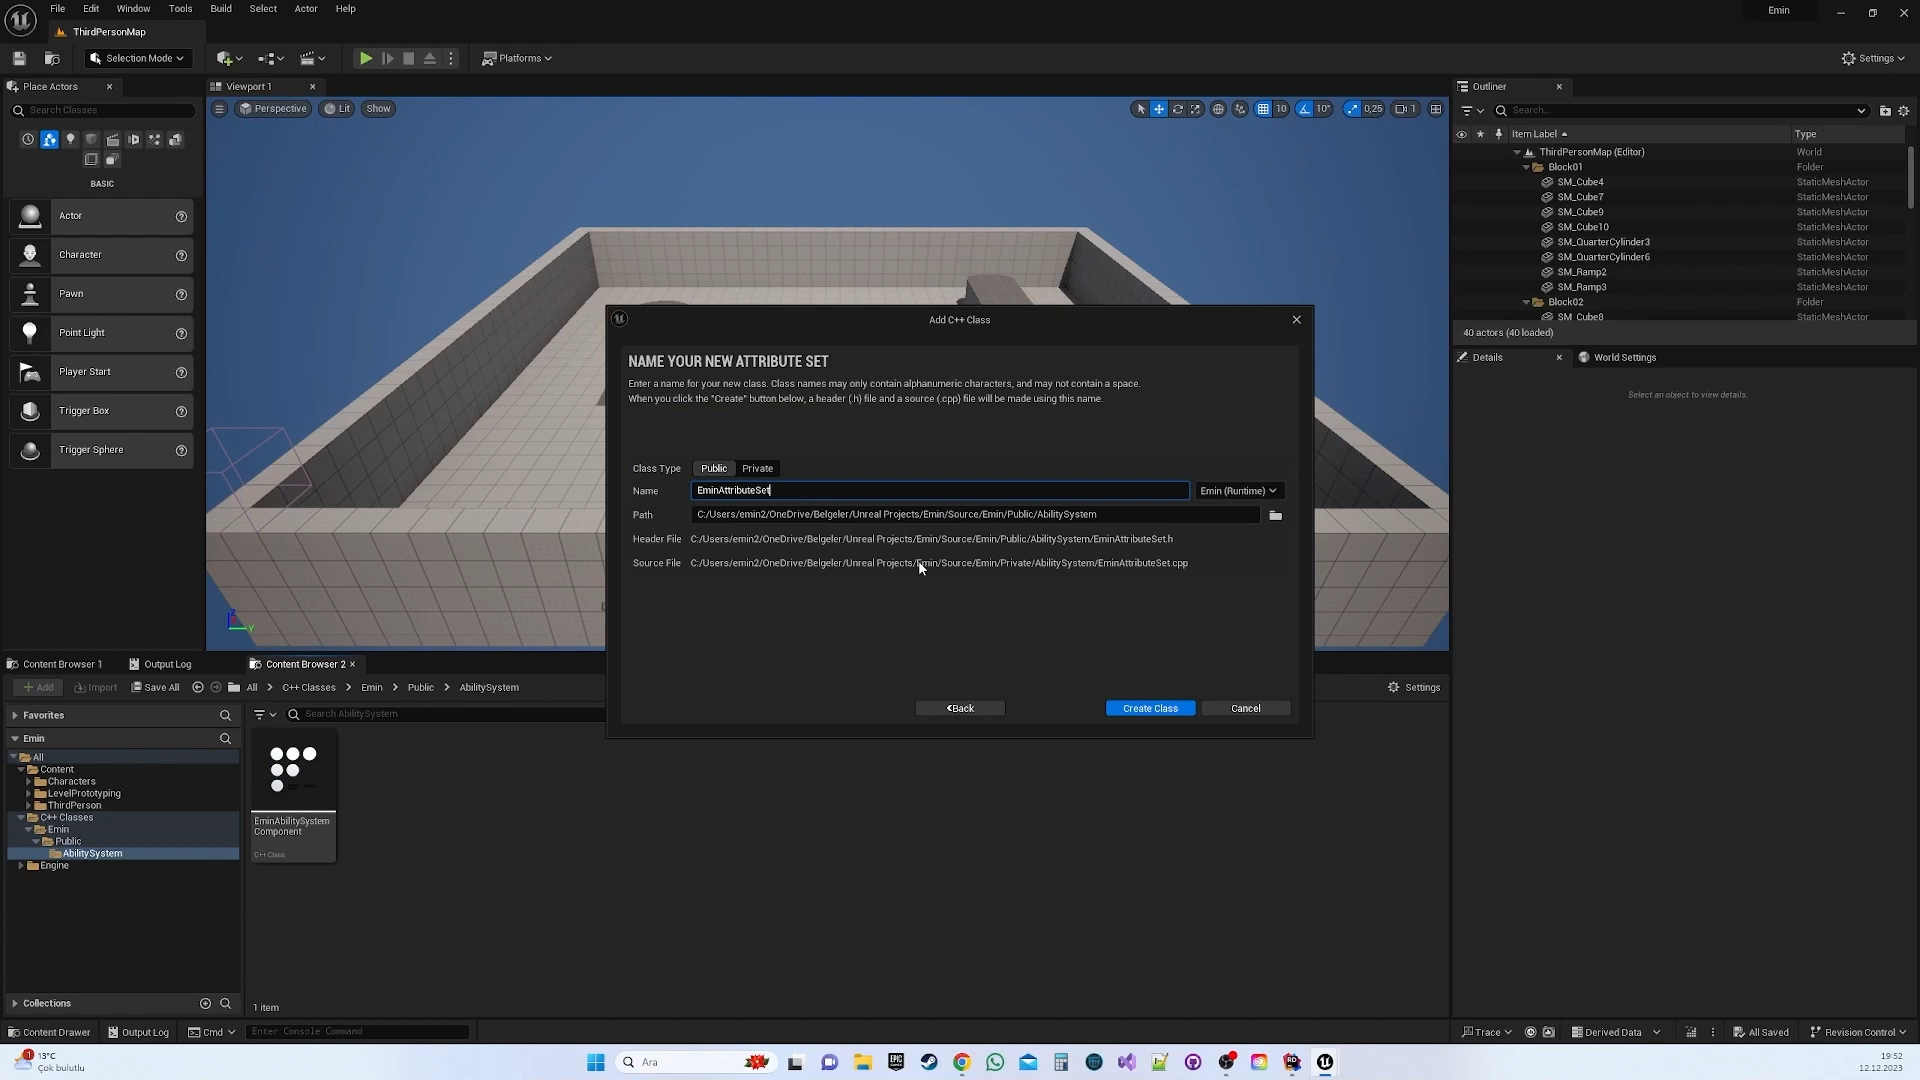 File Edit Window Tools Build Select Actor Help
Emin
ThirdPersonMap
Selection Mode
Platforms
Settings
Place Actors
Viewport 1
Outliner
Search Classes
Perspective
Lit
Show
10
10°
0,25
1
Search...
Item Label
Type
BASIC
ThirdPersonMap (Editor)
World
Block01
Folder
SM_Cube4
StaticMeshActor
SM_Cube7
StaticMeshActor
SM_Cube9
StaticMeshActor
SM_Cube10
StaticMeshActor
SM_QuarterCylinder3
StaticMeshActor
SM_QuarterCylinder6
StaticMeshActor
SM_Ramp2
StaticMeshActor
SM_Ramp3
StaticMeshActor
Block02
Folder
SM_Cube8
StaticMeshActor
40 actors (40 loaded)
Actor
Character
Pawn
Point Light
Player Start
Trigger Box
Trigger Sphere
Details
World Settings
Select an object to view details.
Add C++ Class
NAME YOUR NEW ATTRIBUTE SET
Enter a name for your new class. Class names may only contain alphanumeric characters, and may not contain a space.
When you click the "Create" button below, a header (.h) file and a source (.cpp) file will be made using this name.
Class Type
Public
Private
Name
EminAttributeSet
Emin (Runtime)
Path
C:/Users/emin2/OneDrive/Belgeler/Unreal Projects/Emin/Source/Emin/Public/AbilitySystem
Header File
C:/Users/emin2/OneDrive/Belgeler/Unreal Projects/Emin/Source/Emin/Public/AbilitySystem/EminAttributeSet.h
Source File
C:/Users/emin2/OneDrive/Belgeler/Unreal Projects/Emin/Source/Emin/Private/AbilitySystem/EminAttributeSet.cpp
Back
Create Class
Cancel
Z
Y
Content Browser 1
Output Log
Content Browser 2
Add
Import
Save All
All
C++ Classes
Emin
Public
AbilitySystem
Settings
Favorites
Search AbilitySystem
Emin
All
Content
Characters
LevelPrototyping
ThirdPerson
C++ Classes
Emin
Public
AbilitySystem
Engine
EminAbilitySystem
Component
C++ Class
Collections
1 item
Content Drawer
Output Log
Cmd
Enter Console Command
Trace
Derived Data
All Saved
Revision Control
1
13°C
Çok bulutlu
Ara
EPIC
GAMES
RD
19:52
12.12.2023